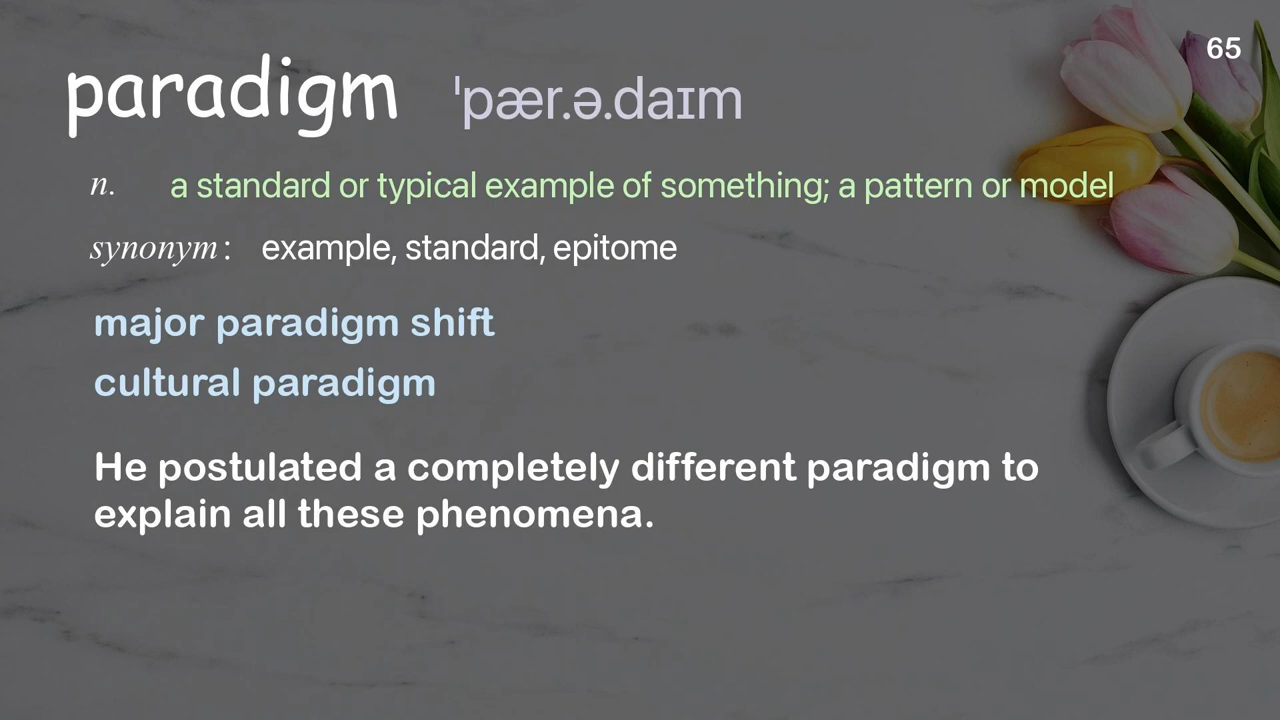 65
paradigm ˈpær.ə.daɪm
n. a standard or typical example of something; a pattern or model
synonym: example, standard, epitome
major paradigm shift
cultural paradigm
He postulated a completely different paradigm to
explain all these phenomena.